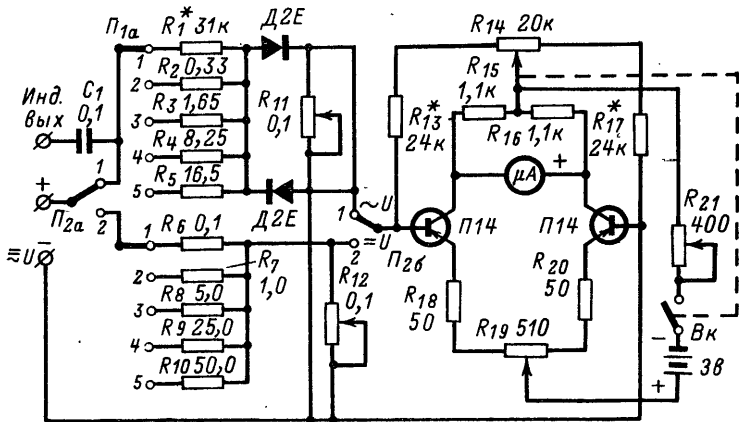 П1а
R1* 31к
Д2Е
R14 20к
1
R2 0,33
2
R15
1,1к
Инд.
вых
C1
0,1
R3 1,65
3
R11
0,1
R13*
24к
R16 1,1к
R17*
24к
R4 8,25
4
+
μA
+
R5 16,5
5
1
П2а
2
Д2Е
1
~U
П14
П14
R21
400
1
R6 0,1
2
=U
П2б
≂U
−
2
R7
1,0
R12
0,1
R20
50
3
R8 5,0
R18
50
4
R9 25,0
R19 510
Вк
−
3в
+
5
R10 50,0